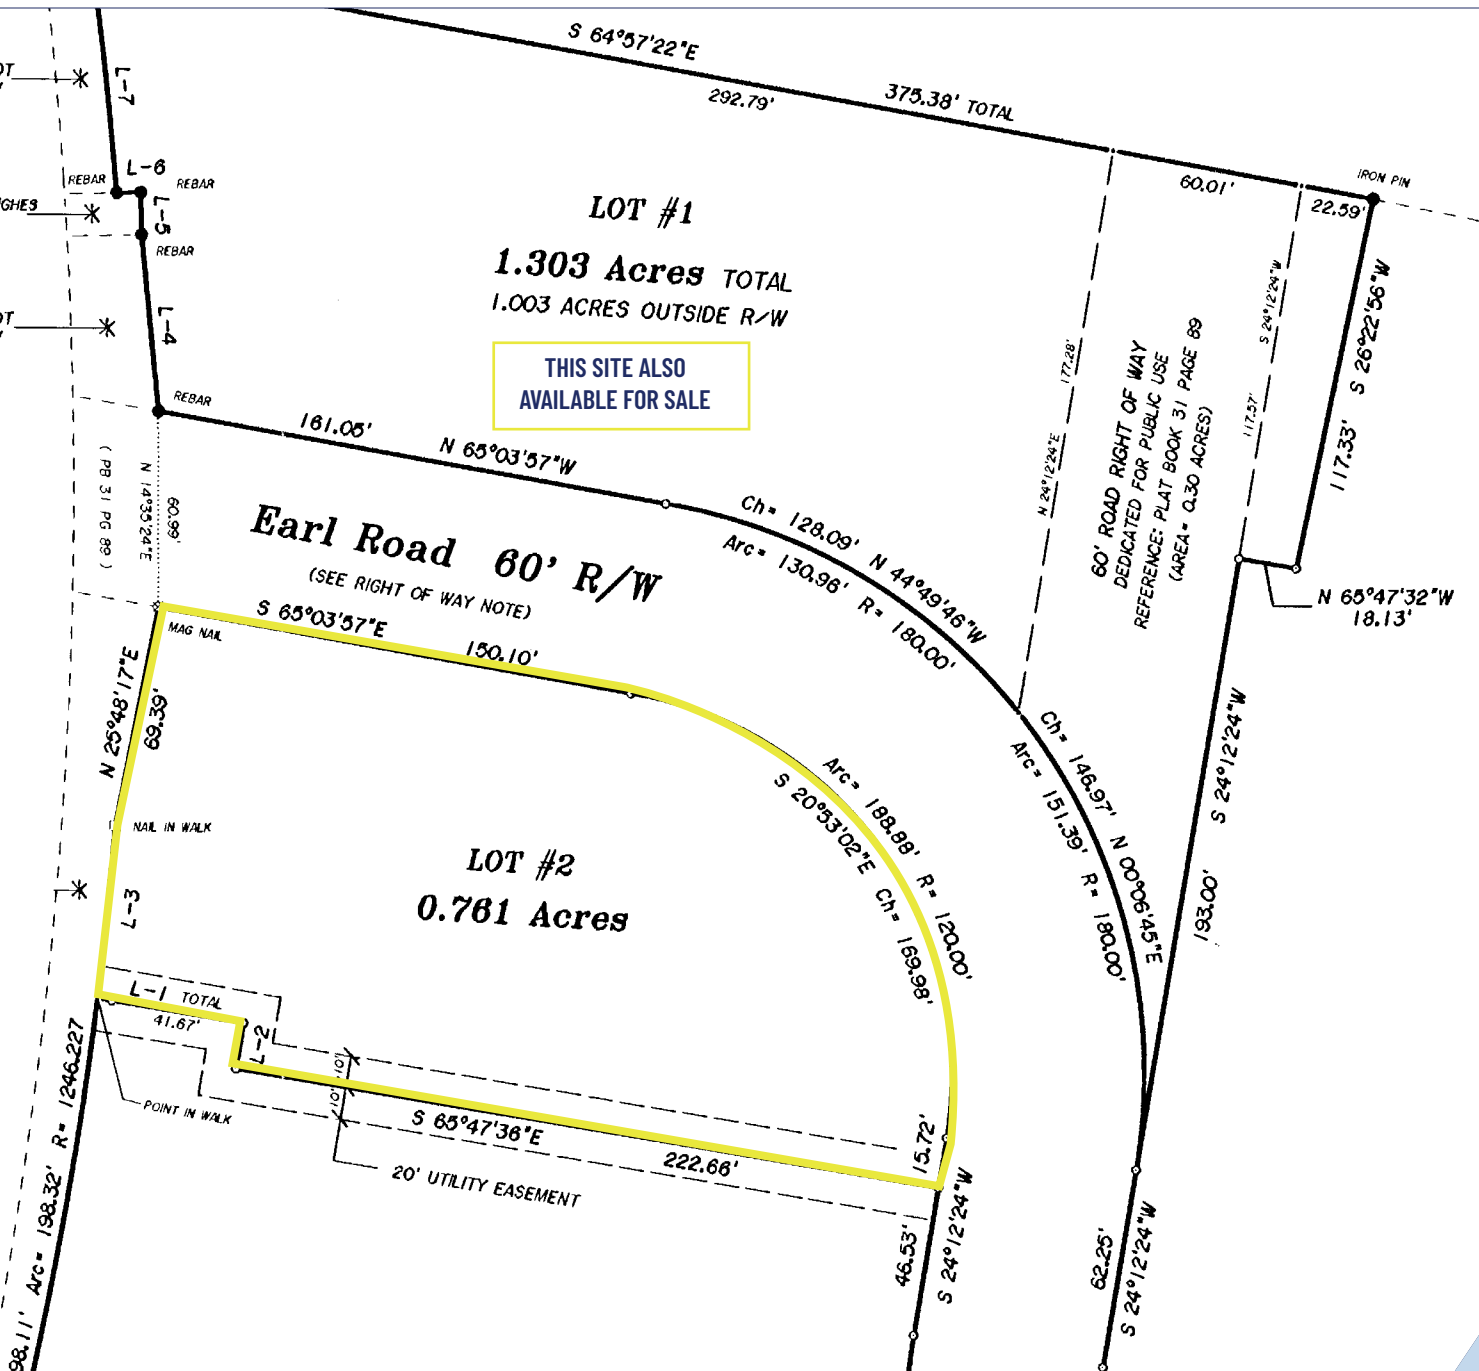 S 64°57'22"E
292.79'
375.38' TOTAL
60.01'
IRON PIN
22.59'
OT
L-7
L-6
REBAR
REBAR
GHES
L-5
REBAR
OT
L-4
REBAR
LOT #1
1.303 Acres TOTAL
1.003 ACRES OUTSIDE R/W
THIS SITE ALSO
AVAILABLE FOR SALE
161.05'
N 65°03'57"W
177.28'
N 24°12'24"E
S 24°12'24"W
117.57'
60' ROAD RIGHT OF WAY
DEDICATED FOR PUBLIC USE
REFERENCE: PLAT BOOK 31 PAGE 89
(AREA = 0.30 ACRES)
S 26°22'56"W
117.33'
N 65°47'32"W
18.13'
N 14°35'24"E
60.99'
( PB 31 PG 89 )
Earl Road 60' R/W
(SEE RIGHT OF WAY NOTE)
Ch= 128.09' N 44°49'46"W
Arc= 130.96' R= 180.00'
S 65°03'57"E
150.10'
MAG NAIL
N 25°48'17"E
69.39'
NAIL IN WALK
L-3
LOT #2
0.761 Acres
Arc= 188.88' R= 120.00'
S 20°53'02"E Ch= 169.98'
Ch= 146.97' N 00°06'45"E
Arc= 151.39' R= 180.00'
S 24°12'24"W
193.00'
L-1 TOTAL
41.67'
L-2
10'
10'
POINT IN WALK
S 65°47'36"E
222.66'
20' UTILITY EASEMENT
15.72'
S 24°12'24"W
46.53'
62.25'
S 24°12'24"W
Arc= 198.32' R= 1246.227
98.11'